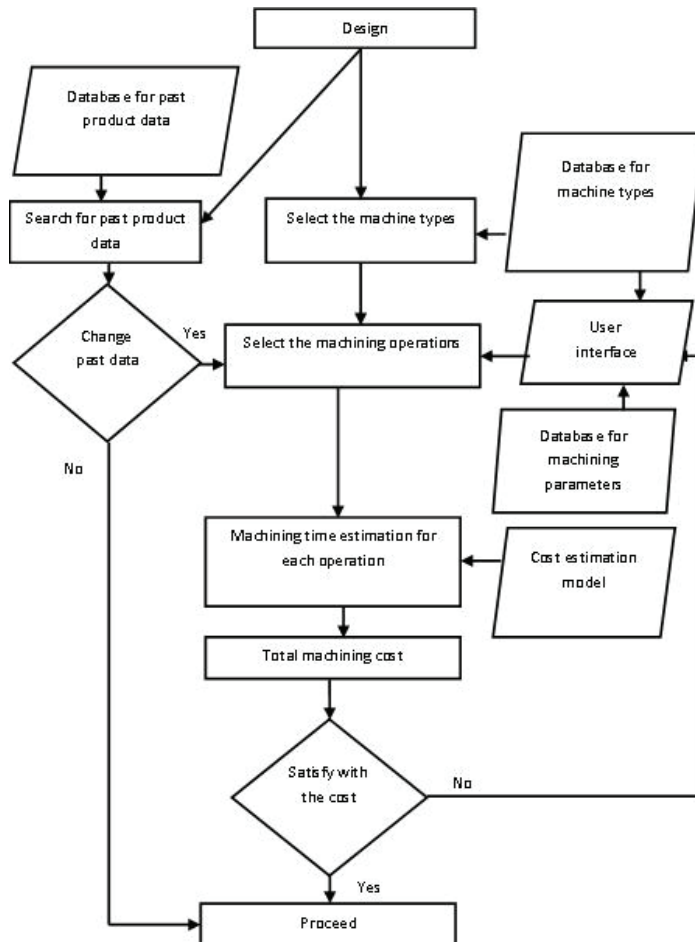 Design
Database for past
product data
Database for
machine types
Search for past product
data
Select the machine types
Change
past data
Yes
Select the machining operations
User
interface
No
Database for
machining
parameters
Machining time estimation for
each operation
Cost estimation
model
Total machining cost
Satisfy with
the cost
No
Yes
Proceed